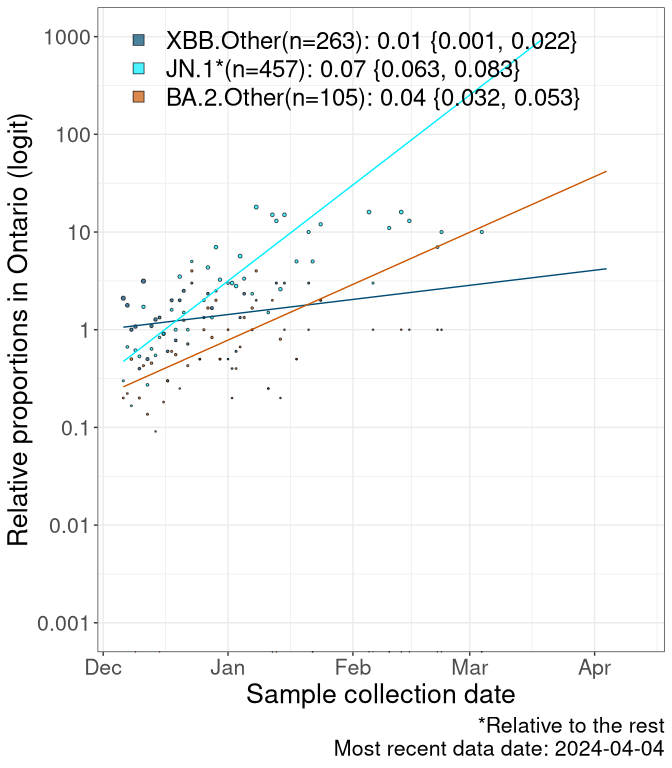 XBB.Other(n=263): 0.01 {0.001, 0.022}
JN.1*(n=457): 0.07 {0.063, 0.083}
BA.2.Other(n=105): 0.04 {0.032, 0.053}
Relative proportions in Ontario (logit)
1000
100
10
1
0.1
0.01
0.001
Dec Jan Feb Mar Apr
Sample collection date
*Relative to the rest
Most recent data date: 2024-04-04